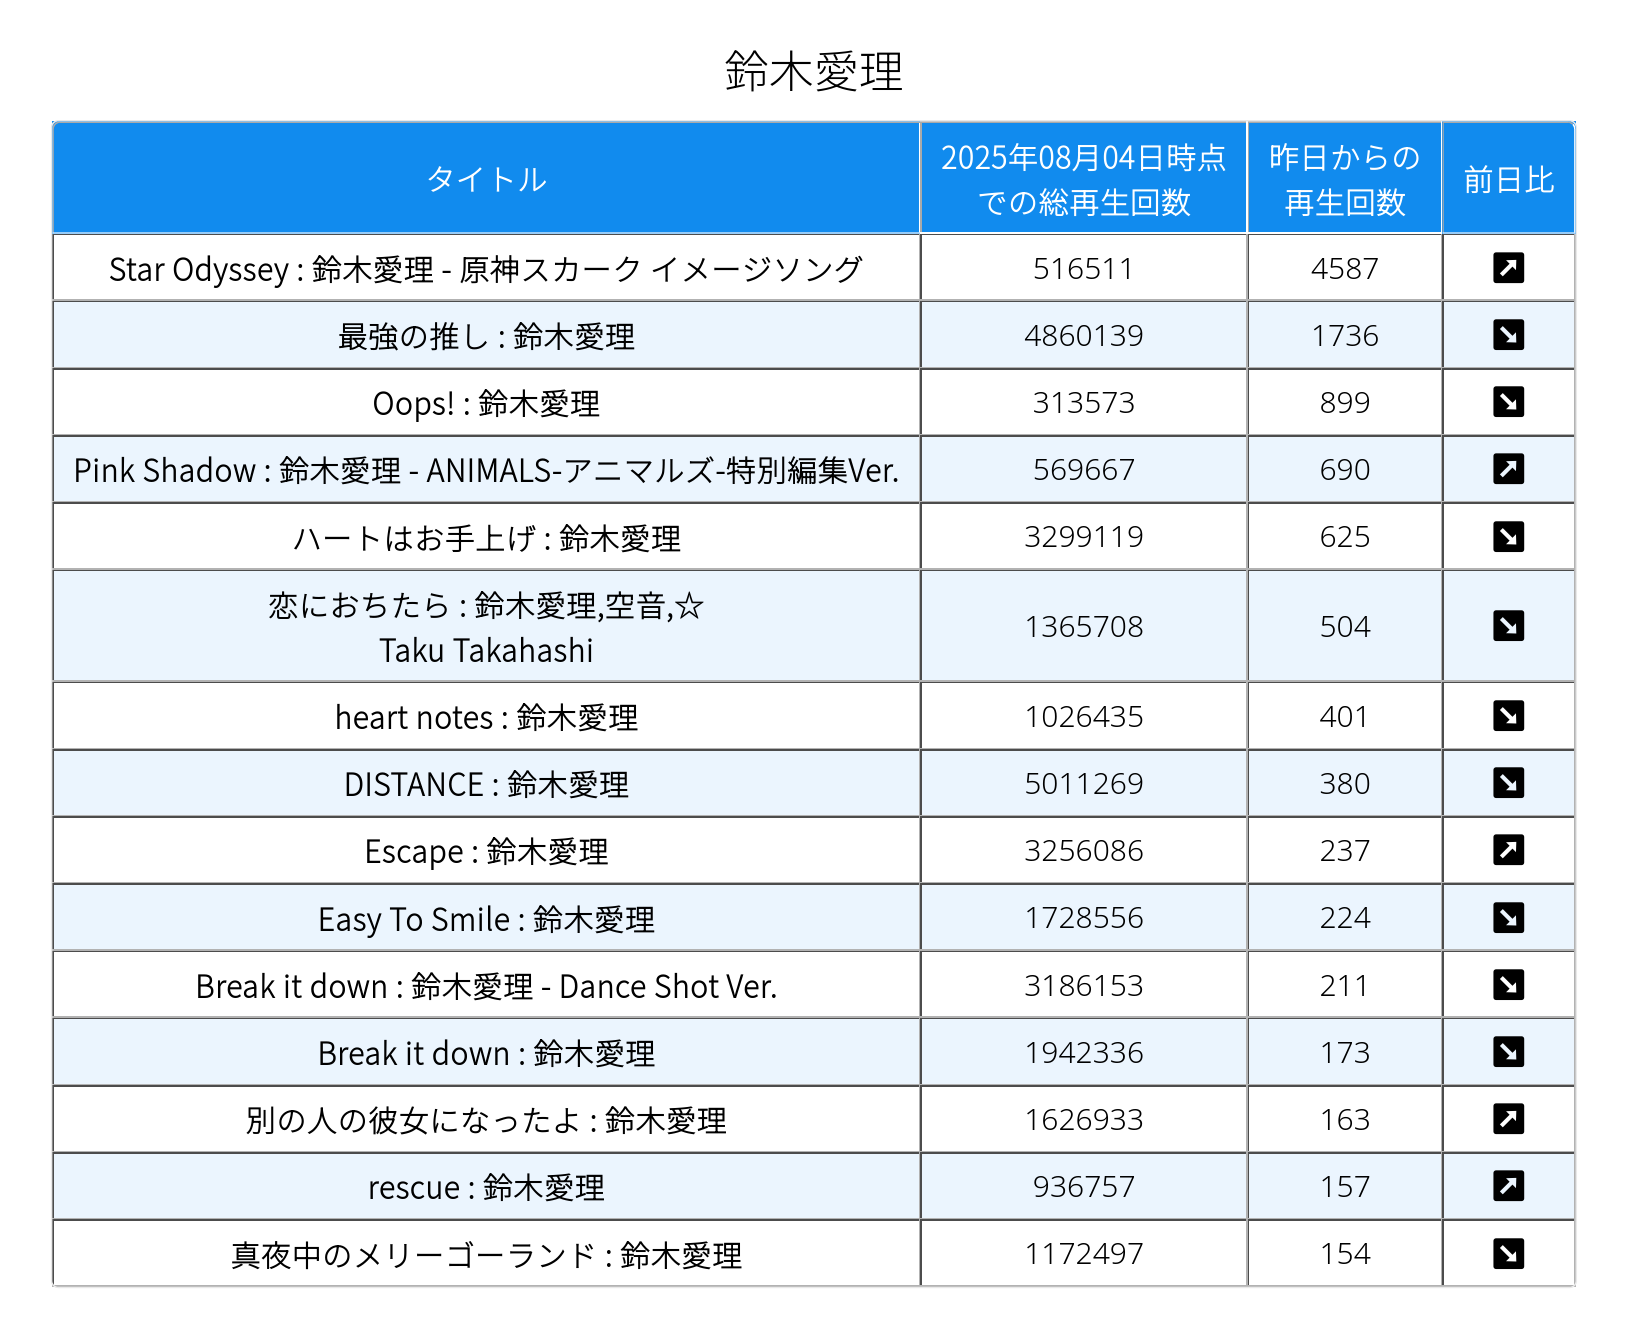 鈴木愛理
タイトル
2025年08月04日時点
での総再生回数
昨日からの
再生回数
前日比
Star Odyssey : 鈴木愛理 - 原神スカーク イメージソング 516511 4587
最強の推し : 鈴木愛理 4860139 1736
Oops! : 鈴木愛理 313573 899
Pink Shadow : 鈴木愛理 - ANIMALS-アニマルズ-特別編集Ver. 569667 690
ハートはお手上げ : 鈴木愛理 3299119 625
恋におちたら : 鈴木愛理,空音,☆
Taku Takahashi 1365708 504
heart notes : 鈴木愛理 1026435 401
DISTANCE : 鈴木愛理 5011269 380
Escape : 鈴木愛理 3256086 237
Easy To Smile : 鈴木愛理 1728556 224
Break it down : 鈴木愛理 - Dance Shot Ver. 3186153 211
Break it down : 鈴木愛理 1942336 173
別の人の彼女になったよ : 鈴木愛理 1626933 163
rescue : 鈴木愛理 936757 157
真夜中のメリーゴーランド : 鈴木愛理 1172497 154